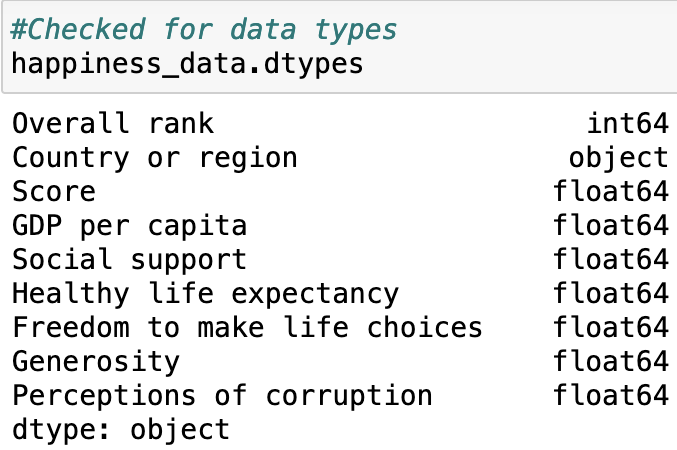 #Checked for data types
happiness_data.dtypes
Overall rank int64
Country or region object
Score float64
GDP per capita float64
Social support float64
Healthy life expectancy float64
Freedom to make life choices float64
Generosity float64
Perceptions of corruption float64
dtype: object